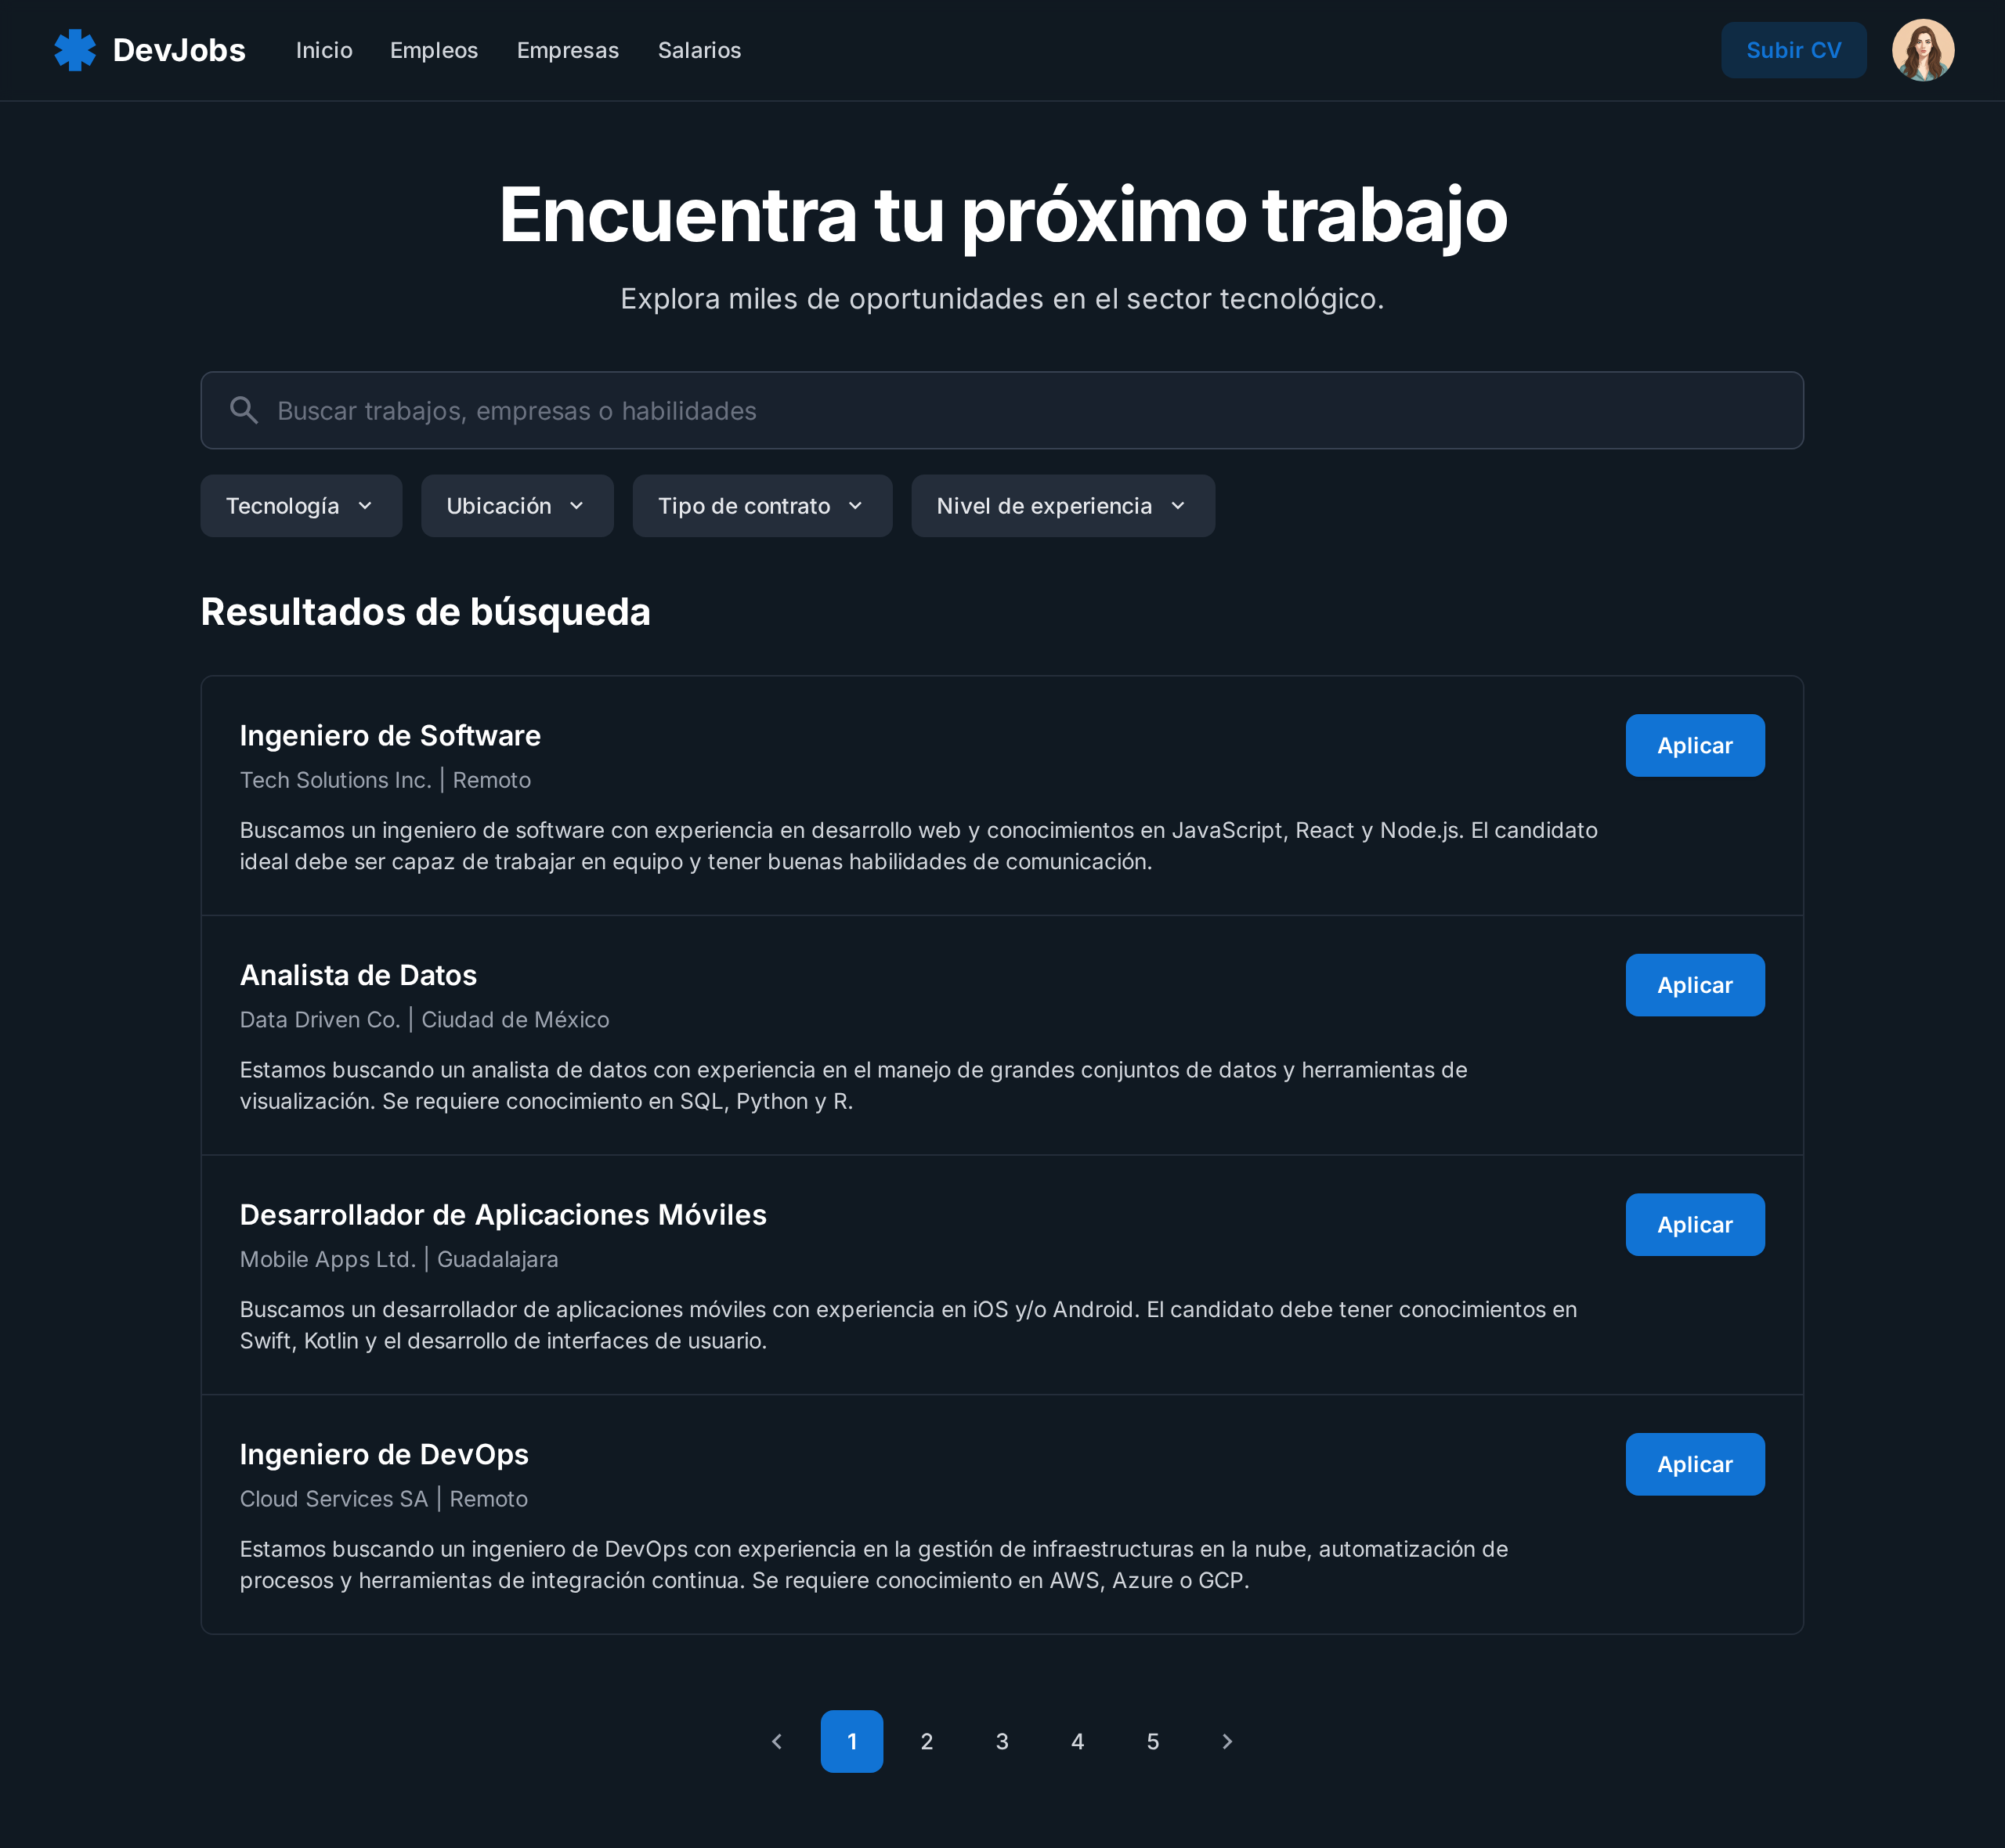 DevJobs
Inicio
Empleos
Empresas
Salarios
Subir CV
Encuentra tu próximo trabajo
Explora miles de oportunidades en el sector tecnológico.
Buscar trabajos, empresas o habilidades
Tecnología
Ubicación
Tipo de contrato
Nivel de experiencia
Resultados de búsqueda
Ingeniero de Software
Aplicar
Tech Solutions Inc. | Remoto
Buscamos un ingeniero de software con experiencia en desarrollo web y conocimientos en JavaScript, React y Node.js. El candidato
ideal debe ser capaz de trabajar en equipo y tener buenas habilidades de comunicación.
Analista de Datos
Aplicar
Data Driven Co. | Ciudad de México
Estamos buscando un analista de datos con experiencia en el manejo de grandes conjuntos de datos y herramientas de
visualización. Se requiere conocimiento en SQL, Python y R.
Desarrollador de Aplicaciones Móviles
Aplicar
Mobile Apps Ltd. | Guadalajara
Buscamos un desarrollador de aplicaciones móviles con experiencia en iOS y/o Android. El candidato debe tener conocimientos en
Swift, Kotlin y el desarrollo de interfaces de usuario.
Ingeniero de DevOps
Aplicar
Cloud Services SA | Remoto
Estamos buscando un ingeniero de DevOps con experiencia en la gestión de infraestructuras en la nube, automatización de
procesos y herramientas de integración continua. Se requiere conocimiento en AWS, Azure o GCP.
1 2 3 4 5